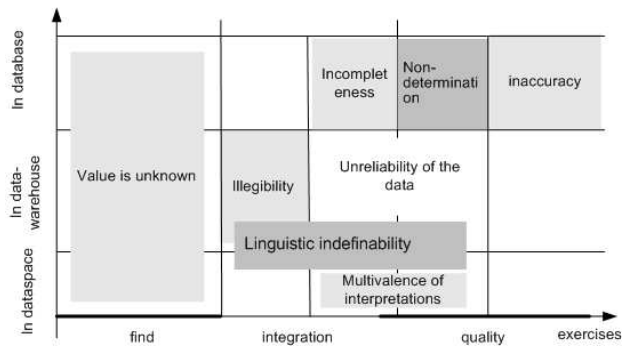 In database
In data-
warehouse
In dataspace
Incomplet
eness
Non-
determinati
on
inaccuracy
Value is unknown
Illegibility
Unreliability of the
data
Linguistic indefinability
Multivalence of
interpretations
find
integration
quality
exercises